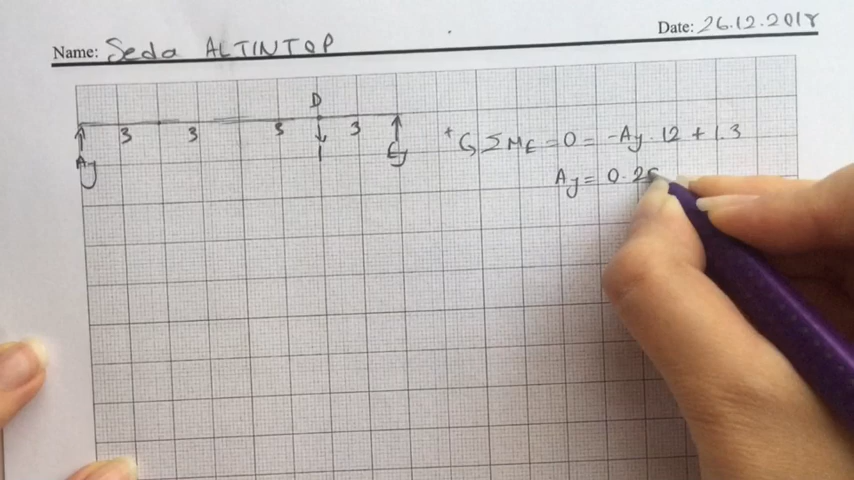 Name: Seda ALTINTOP
Date: 26.12.2018
D
3 3 3 3
Ay 1 Ey
+ ΣME = 0 = -Ay . 12 + 1.3
Ay = 0.25